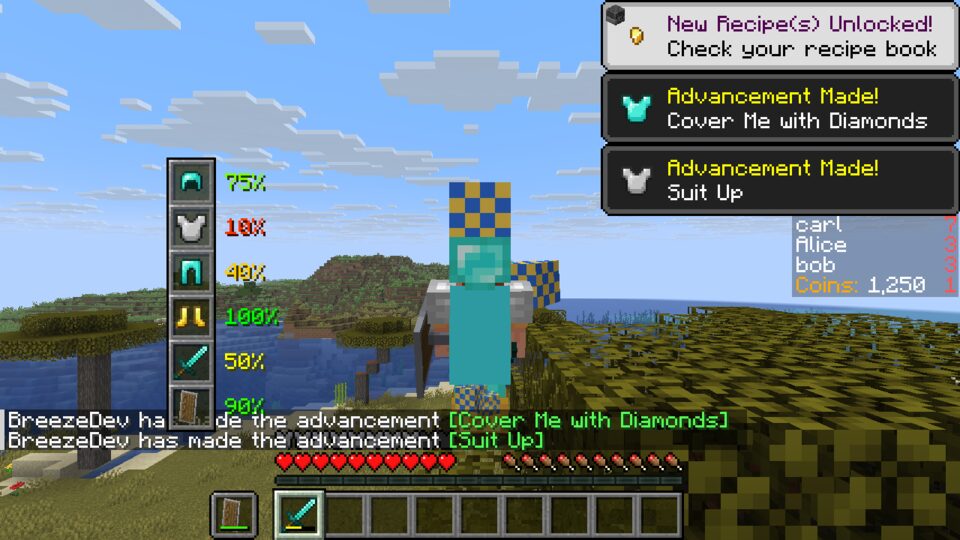 New Recipe(s) Unlocked!
Check your recipe book
Advancement Made!
Cover Me with Diamonds
Advancement Made!
Suit Up
75%
10%
40%
100%
50%
90%
carl
Alice 3
bob
Coins: 1,250 1
BreezeDev has made the advancement [Cover Me with Diamonds]
BreezeDev has made the advancement [Suit Up]